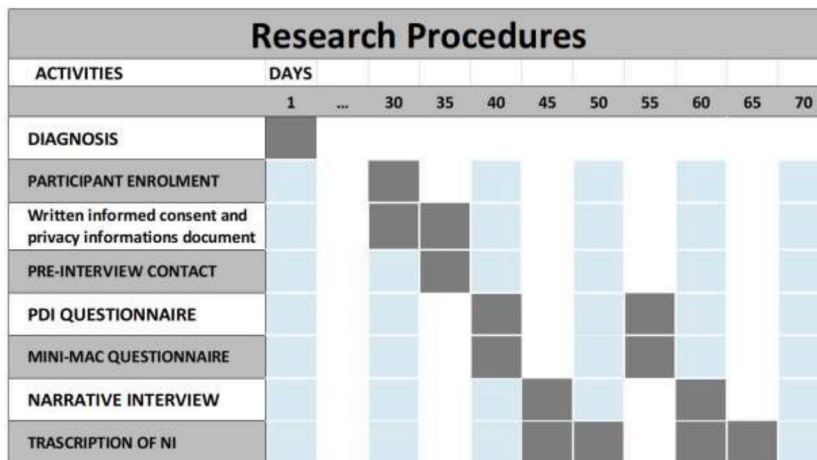 Research Procedures
ACTIVITIES DAYS
1 ... 30 35 40 45 50 55 60 65 70
DIAGNOSIS
PARTICIPANT ENROLMENT
Written informed consent and
privacy informations document
PRE-INTERVIEW CONTACT
PDI QUESTIONNAIRE
MINI-MAC QUESTIONNAIRE
NARRATIVE INTERVIEW
TRASCRIPTION OF NI